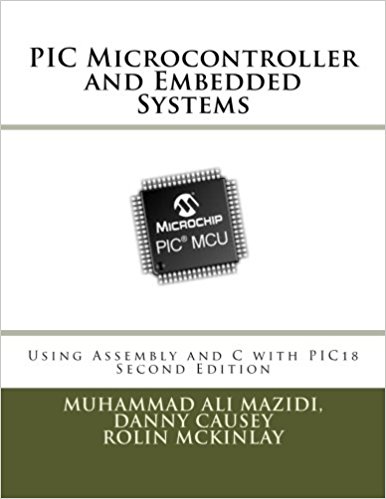 PIC Microcontroller
and Embedded
Systems
Microchip
PIC® MCU
Using Assembly and C with PIC18
Second Edition
MUHAMMAD ALI MAZIDI,
DANNY CAUSEY
ROLIN MCKINLAY